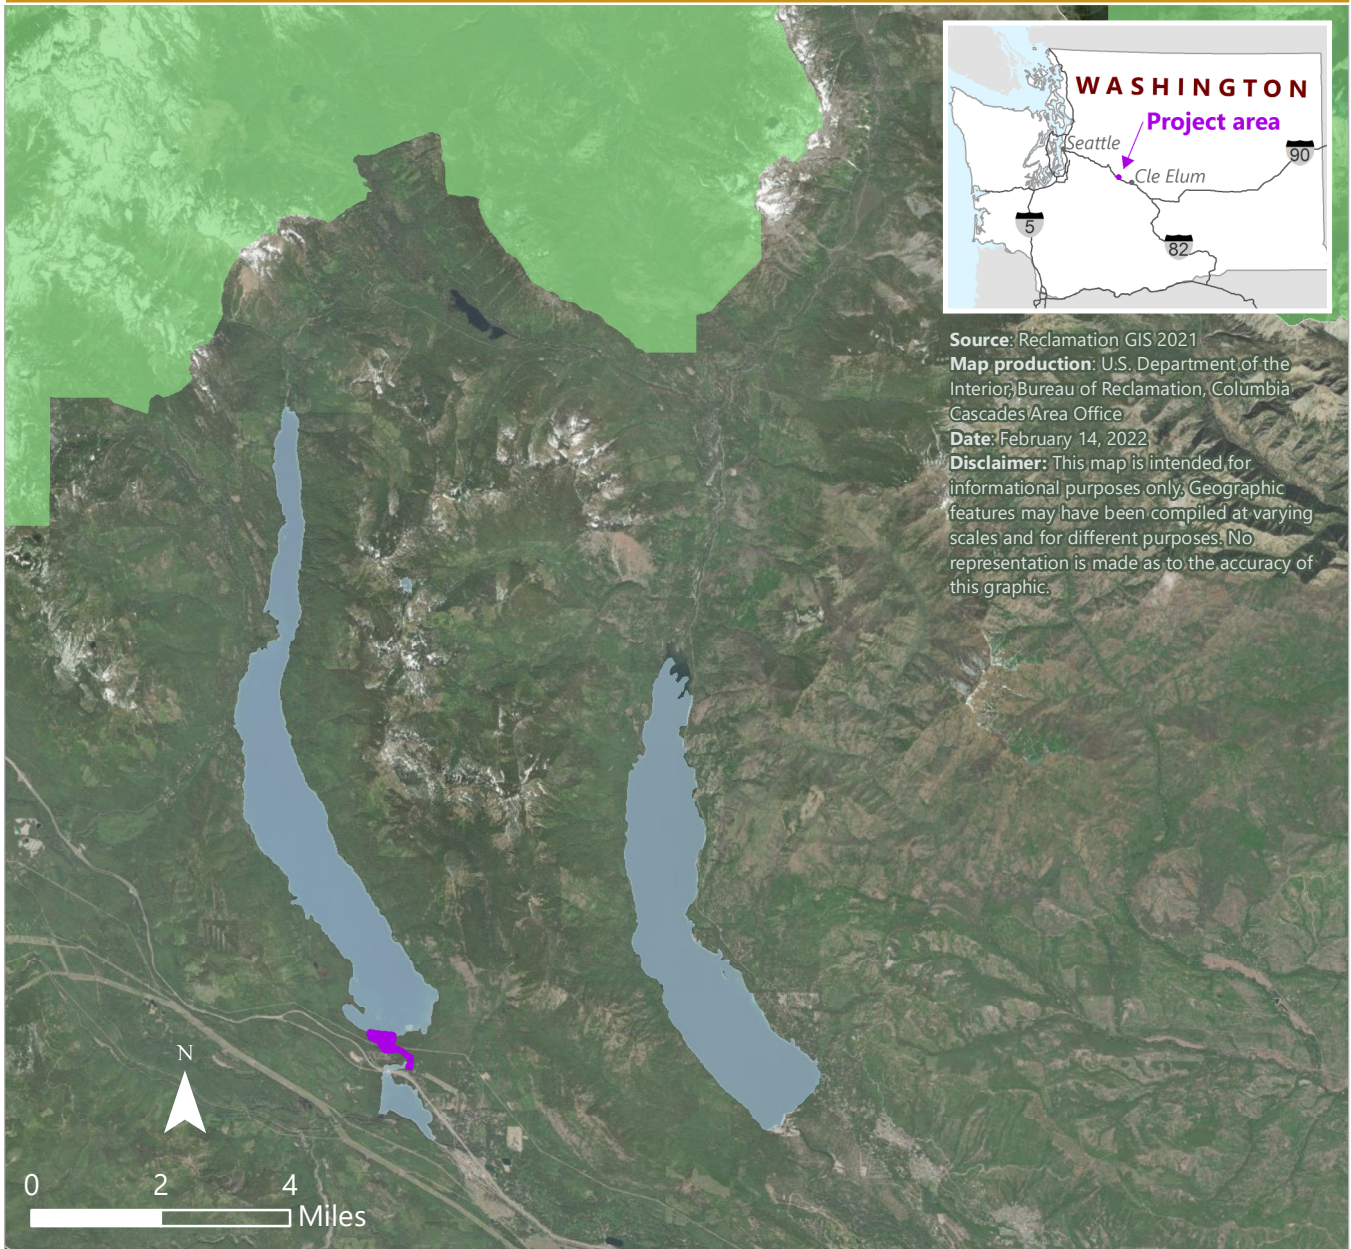 WASHINGTON
Project area
Seattle
Cle Elum
90
5
82
Source: Reclamation GIS 2021
Map production: U.S. Department of the
Interior, Bureau of Reclamation, Columbia
Cascades Area Office
Date: February 14, 2022
Disclaimer: This map is intended for
informational purposes only. Geographic
features may have been compiled at varying
scales and for different purposes. No
representation is made as to the accuracy of
this graphic.
N
0 2 4
Miles